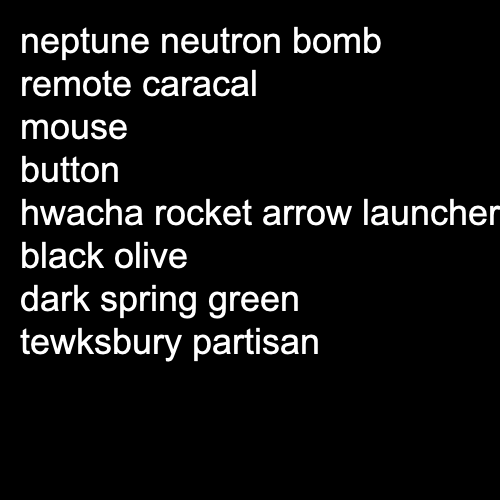 neptune neutron bomb
remote caracal
mouse
button
hwacha rocket arrow launcher
black olive
dark spring green
tewksbury partisan